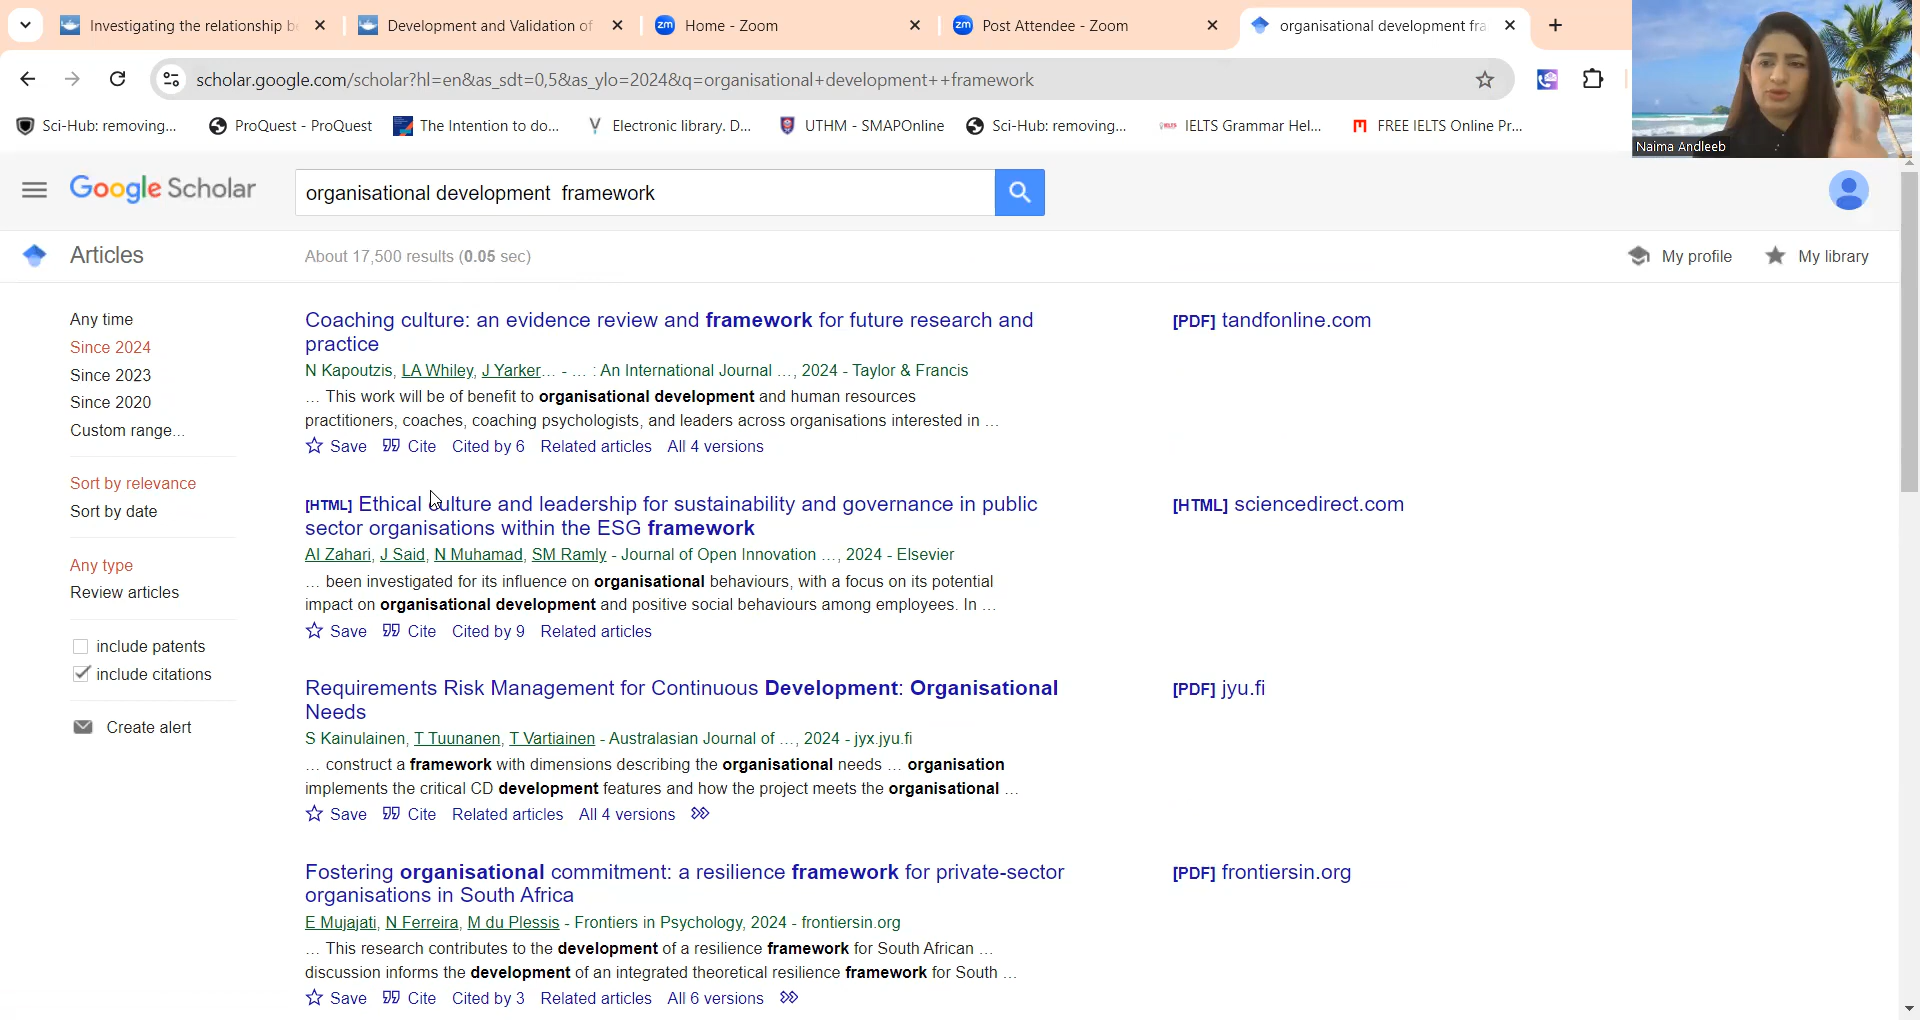 Investigating the relationship b
Development and Validation of
zm Home - Zoom
zm Post Attendee - Zoom
organisational development fra
scholar.google.com/scholar?hl=en&as_sdt=0,5&as_ylo=2024&q=organisational+development++framework
Sci-Hub: removing...
ProQuest - ProQuest
The Intention to do...
Electronic library. D...
UTHM - SMAPOnline
Sci-Hub: removing...
IELTS Grammar Hel...
FREE IELTS Online Pr...
Naima Andleeb
Google Scholar
organisational development  framework
Articles
About 17,500 results (0.05 sec)
My profile
My library
Any time
Since 2024
Since 2023
Since 2020
Custom range...
Sort by relevance
Sort by date
Any type
Review articles
include patents
include citations
Create alert
Coaching culture: an evidence review and framework for future research and
practice
N Kapoutzis, LA Whiley, J Yarker... - ... : An International Journal ..., 2024 - Taylor & Francis
... This work will be of benefit to organisational development and human resources
practitioners, coaches, coaching psychologists, and leaders across organisations interested in ...
Save Cite Cited by 6 Related articles All 4 versions
[PDF] tandfonline.com
[HTML] Ethical culture and leadership for sustainability and governance in public
sector organisations within the ESG framework
AI Zahari, J Said, N Muhamad, SM Ramly - Journal of Open Innovation ..., 2024 - Elsevier
... been investigated for its influence on organisational behaviours, with a focus on its potential
impact on organisational development and positive social behaviours among employees. In ...
Save Cite Cited by 9 Related articles
[HTML] sciencedirect.com
Requirements Risk Management for Continuous Development: Organisational
Needs
S Kainulainen, T Tuunanen, T Vartiainen - Australasian Journal of ..., 2024 - jyx.jyu.fi
... construct a framework with dimensions describing the organisational needs ... organisation
implements the critical CD development features and how the project meets the organisational ...
Save Cite Related articles All 4 versions
[PDF] jyu.fi
Fostering organisational commitment: a resilience framework for private-sector
organisations in South Africa
E Mujajati, N Ferreira, M du Plessis - Frontiers in Psychology, 2024 - frontiersin.org
... This research contributes to the development of a resilience framework for South African ...
discussion informs the development of an integrated theoretical resilience framework for South ...
Save Cite Cited by 3 Related articles All 6 versions
[PDF] frontiersin.org